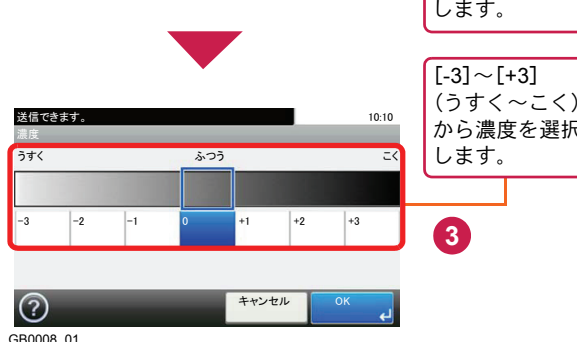 します。
[-3]～[+3]
(うすく～こく)
から濃度を選択
します。
送信できます。 10:10
濃度
うすく ふつう こく
-3 -2 -1 0 +1 +2 +3
3
? キャンセル OK
GB0008_01